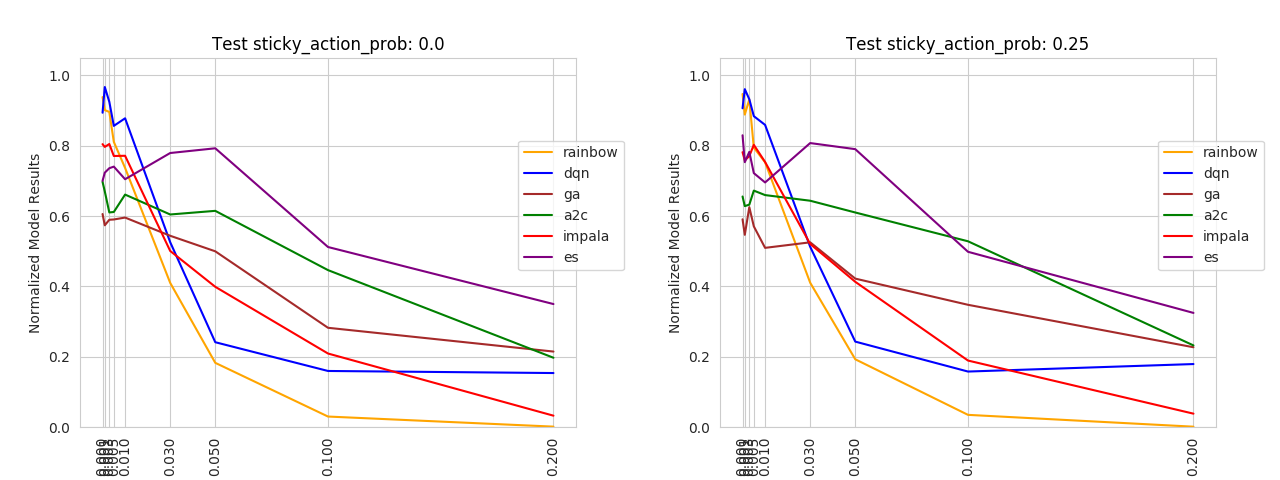 Test sticky_action_prob: 0.0
Normalized Model Results
1.0
0.8
0.6
0.4
0.2
0.0
0.010
0.030
0.050
0.100
0.200
rainbow
dqn
ga
a2c
impala
es
Test sticky_action_prob: 0.25
Normalized Model Results
1.0
0.8
0.6
0.4
0.2
0.0
0.010
0.030
0.050
0.100
0.200
rainbow
dqn
ga
a2c
impala
es